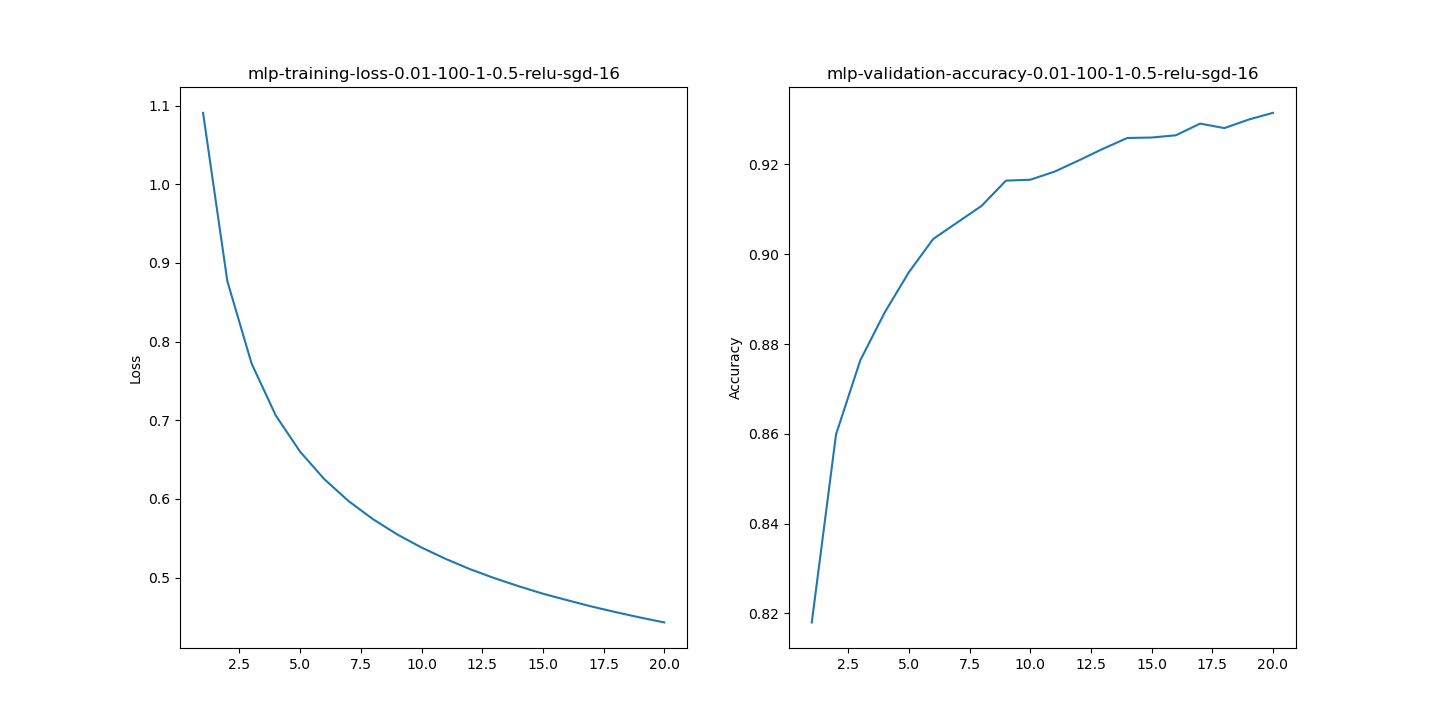 mlp-training-loss-0.01-100-1-0.5-relu-sgd-16
1.1
1.0
0.9
0.8
0.7
0.6
0.5
Loss
2.5 5.0 7.5 10.0 12.5 15.0 17.5 20.0
mlp-validation-accuracy-0.01-100-1-0.5-relu-sgd-16
0.92
0.90
0.88
0.86
0.84
0.82
Accuracy
2.5 5.0 7.5 10.0 12.5 15.0 17.5 20.0